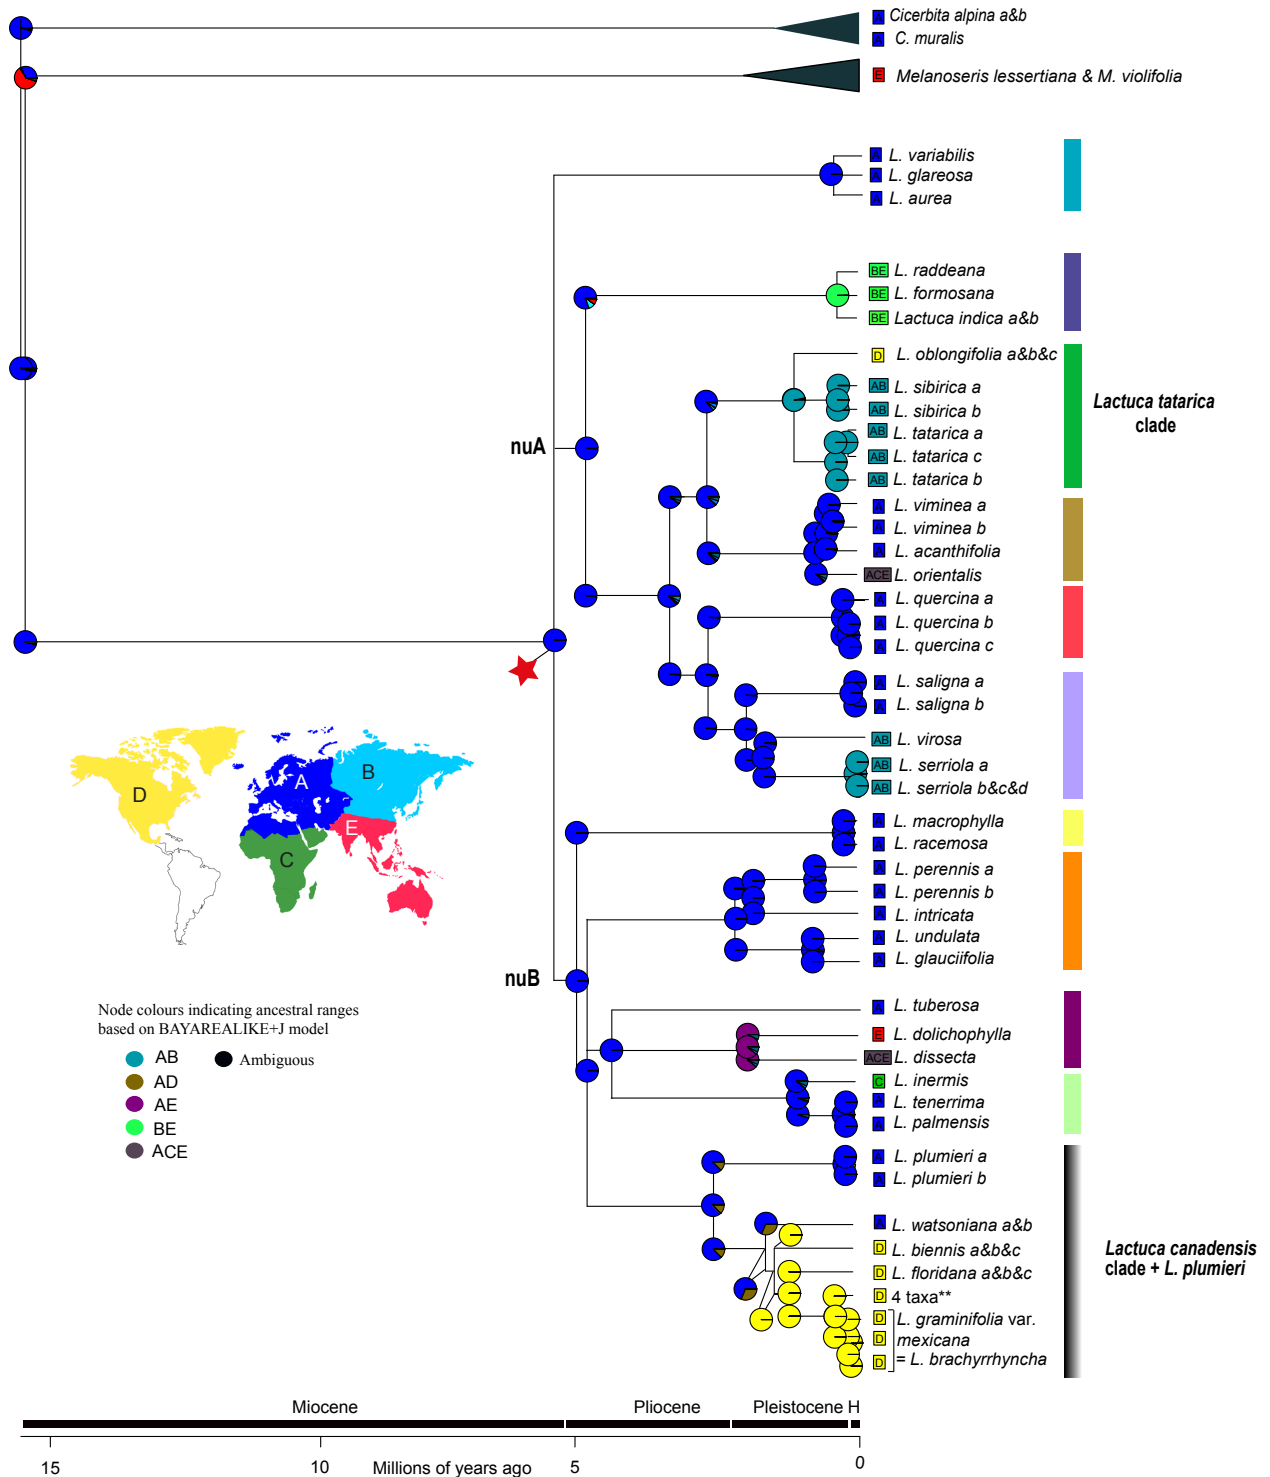 A Cicerbita alpina a&b
A C. muralis
E Melanoseris lessertiana & M. violifolia
A L. variabilis
A L. glareosa
A L. aurea
BE L. raddeana
BE L. formosana
BE Lactuca indica a&b
D L. oblongifolia a&b&c
AB L. sibirica a
AB L. sibirica b
AB L. tatarica a
AB L. tatarica c
AB L. tatarica b
Lactuca tatarica
clade
nuA
A L. viminea a
A L. viminea b
A L. acanthifolia
ACE L. orientalis
A L. quercina a
A L. quercina b
A L. quercina c
A L. saligna a
A L. saligna b
AB L. virosa
AB L. serriola a
AB L. serriola b&c&d
A L. macrophylla
A L. racemosa
A L. perennis a
A L. perennis b
A L. intricata
A L. undulata
A L. glauciifolia
nuB
A L. tuberosa
E L. dolichophylla
ACE L. dissecta
C L. inermis
A L. tenerrima
A L. palmensis
A L. plumieri a
A L. plumieri b
A L. watsoniana a&b
D L. biennis a&b&c
D L. floridana a&b&c
D 4 taxa**
D L. graminifolia var.
D mexicana
D = L. brachyrrhyncha
Lactuca canadensis
clade + L. plumieri
D
A
B
E
C
Node colours indicating ancestral ranges
based on BAYAREALIKE+J model
AB
Ambiguous
AD
AE
BE
ACE
Miocene Pliocene Pleistocene H
15 10 5 0
Millions of years ago